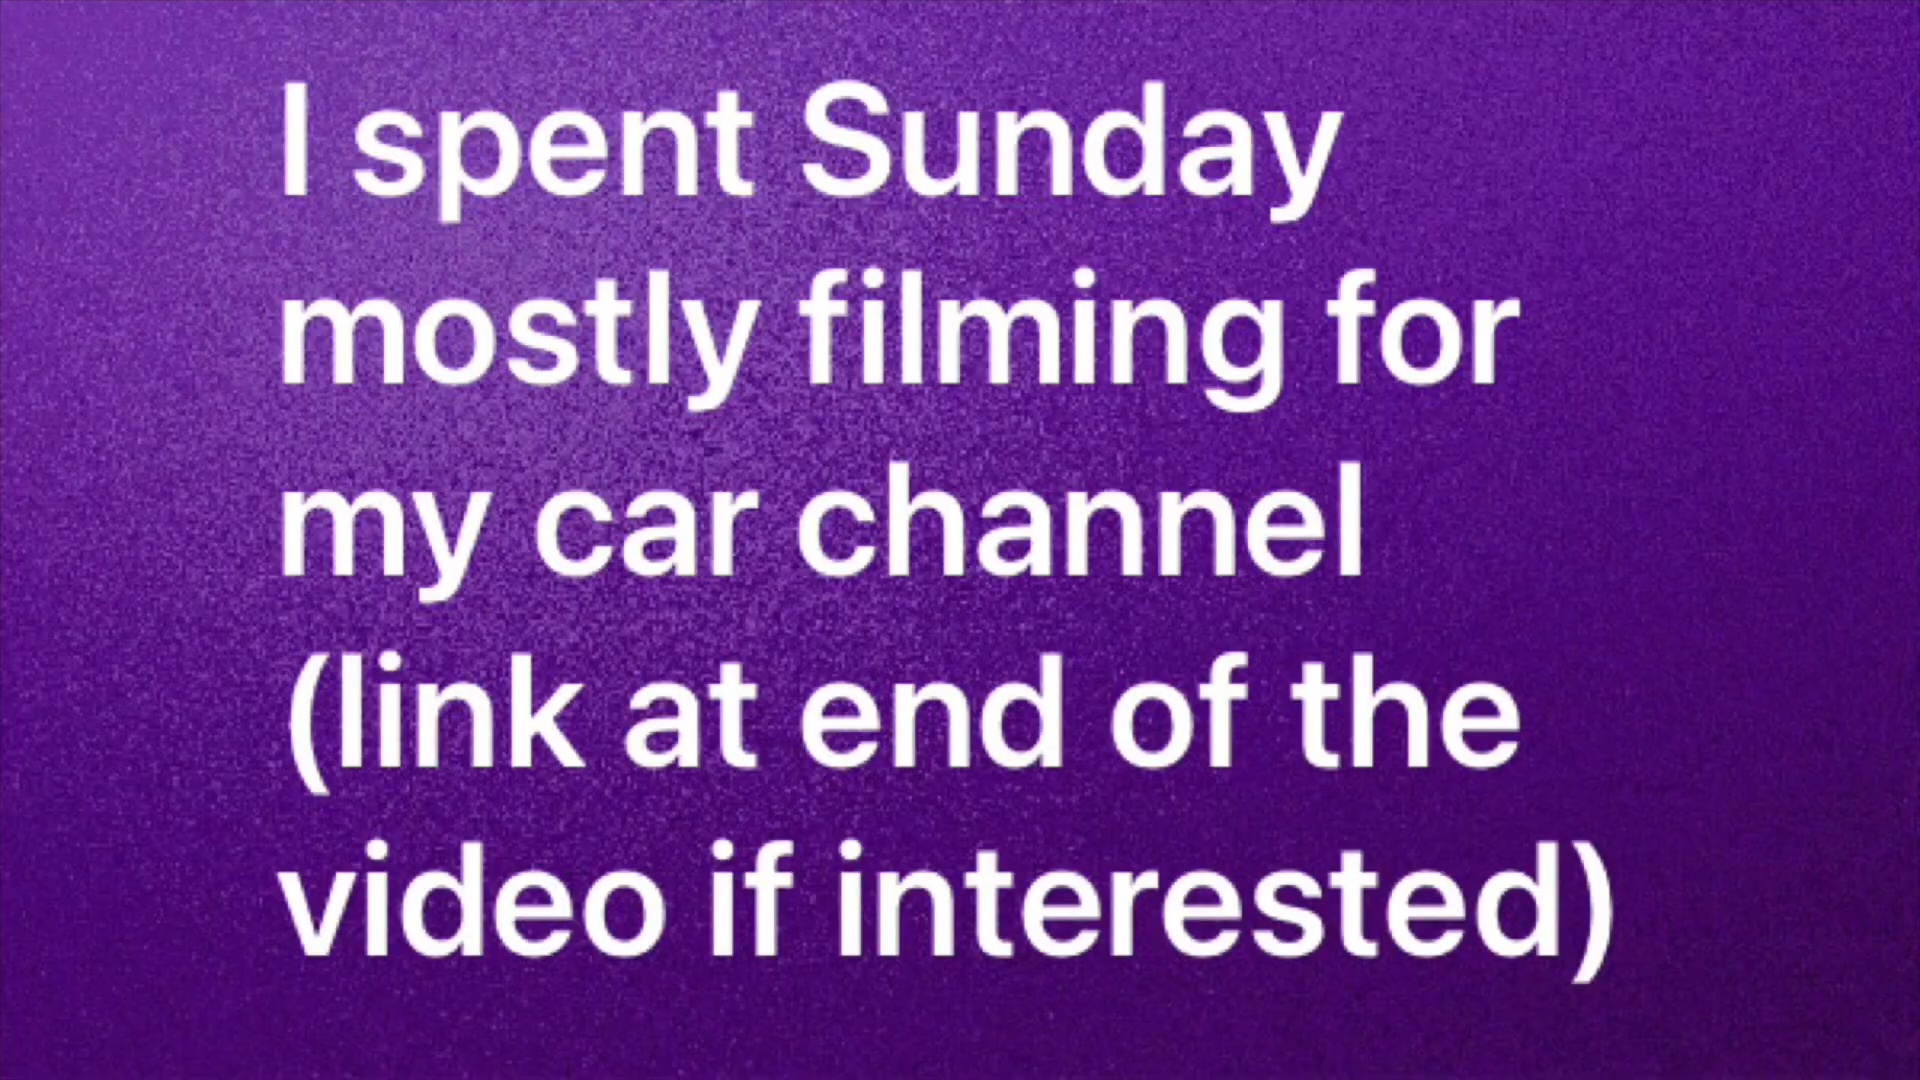 I spent Sunday
mostly filming for
my car channel
(link at end of the
video if interested)